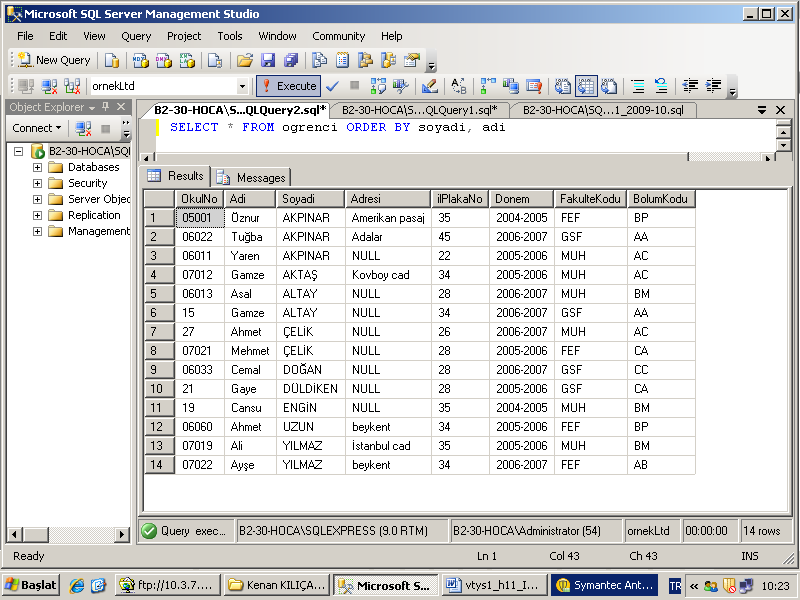 Microsoft SQL Server Management Studio
File Edit View Query Project Tools Window Community Help
New Query
ornekLtd Execute
Object Explorer
B2-30-HOCA\S...QLQuery2.sql* B2-30-HOCA\S...QLQuery1.sql* B2-30-HOCA\SQ...1_2009-10.sql
Connect
B2-30-HOCA\SQL
Databases
Security
Server Objec
Replication
Management
SELECT * FROM ogrenci ORDER BY soyadi, adi
Results Messages
OkulNo Adi Soyadi Adresi ilPlakaNo Donem FakulteKodu BolumKodu
1 05001 Öznur AKPINAR Amerikan pasaj 35 2004-2005 FEF BP
2 06022 Tuğba AKPINAR Adalar 45 2006-2007 GSF AA
3 06011 Yaren AKPINAR NULL 22 2005-2006 MUH AC
4 07012 Gamze AKTAŞ Kovboy cad 34 2005-2006 MUH AC
5 06013 Asal ALTAY NULL 28 2006-2007 MUH BM
6 15 Gamze ALTAY NULL 34 2006-2007 GSF AA
7 27 Ahmet ÇELİK NULL 26 2006-2007 MUH AC
8 07021 Mehmet ÇELİK NULL 28 2005-2006 FEF CA
9 06033 Cemal DOĞAN NULL 28 2006-2007 GSF CC
10 21 Gaye DÜLDİKEN NULL 28 2005-2006 GSF CA
11 19 Cansu ENGİN NULL 35 2004-2005 MUH BM
12 06060 Ahmet UZUN beykent 34 2005-2006 FEF BP
13 07019 Ali YILMAZ İstanbul cad 35 2005-2006 MUH BM
14 07022 Ayşe YILMAZ beykent 34 2006-2007 FEF AB
Query exec... B2-30-HOCA\SQLEXPRESS (9.0 RTM) B2-30-HOCA\Administrator (54) ornekLtd 00:00:00 14 rows
Ready Ln 1 Col 43 Ch 43 INS
Başlat ftp://10.3.7.... Kenan KILIÇA... Microsoft S... vtys1_h11_I... Symantec Ant... TR « 10:23